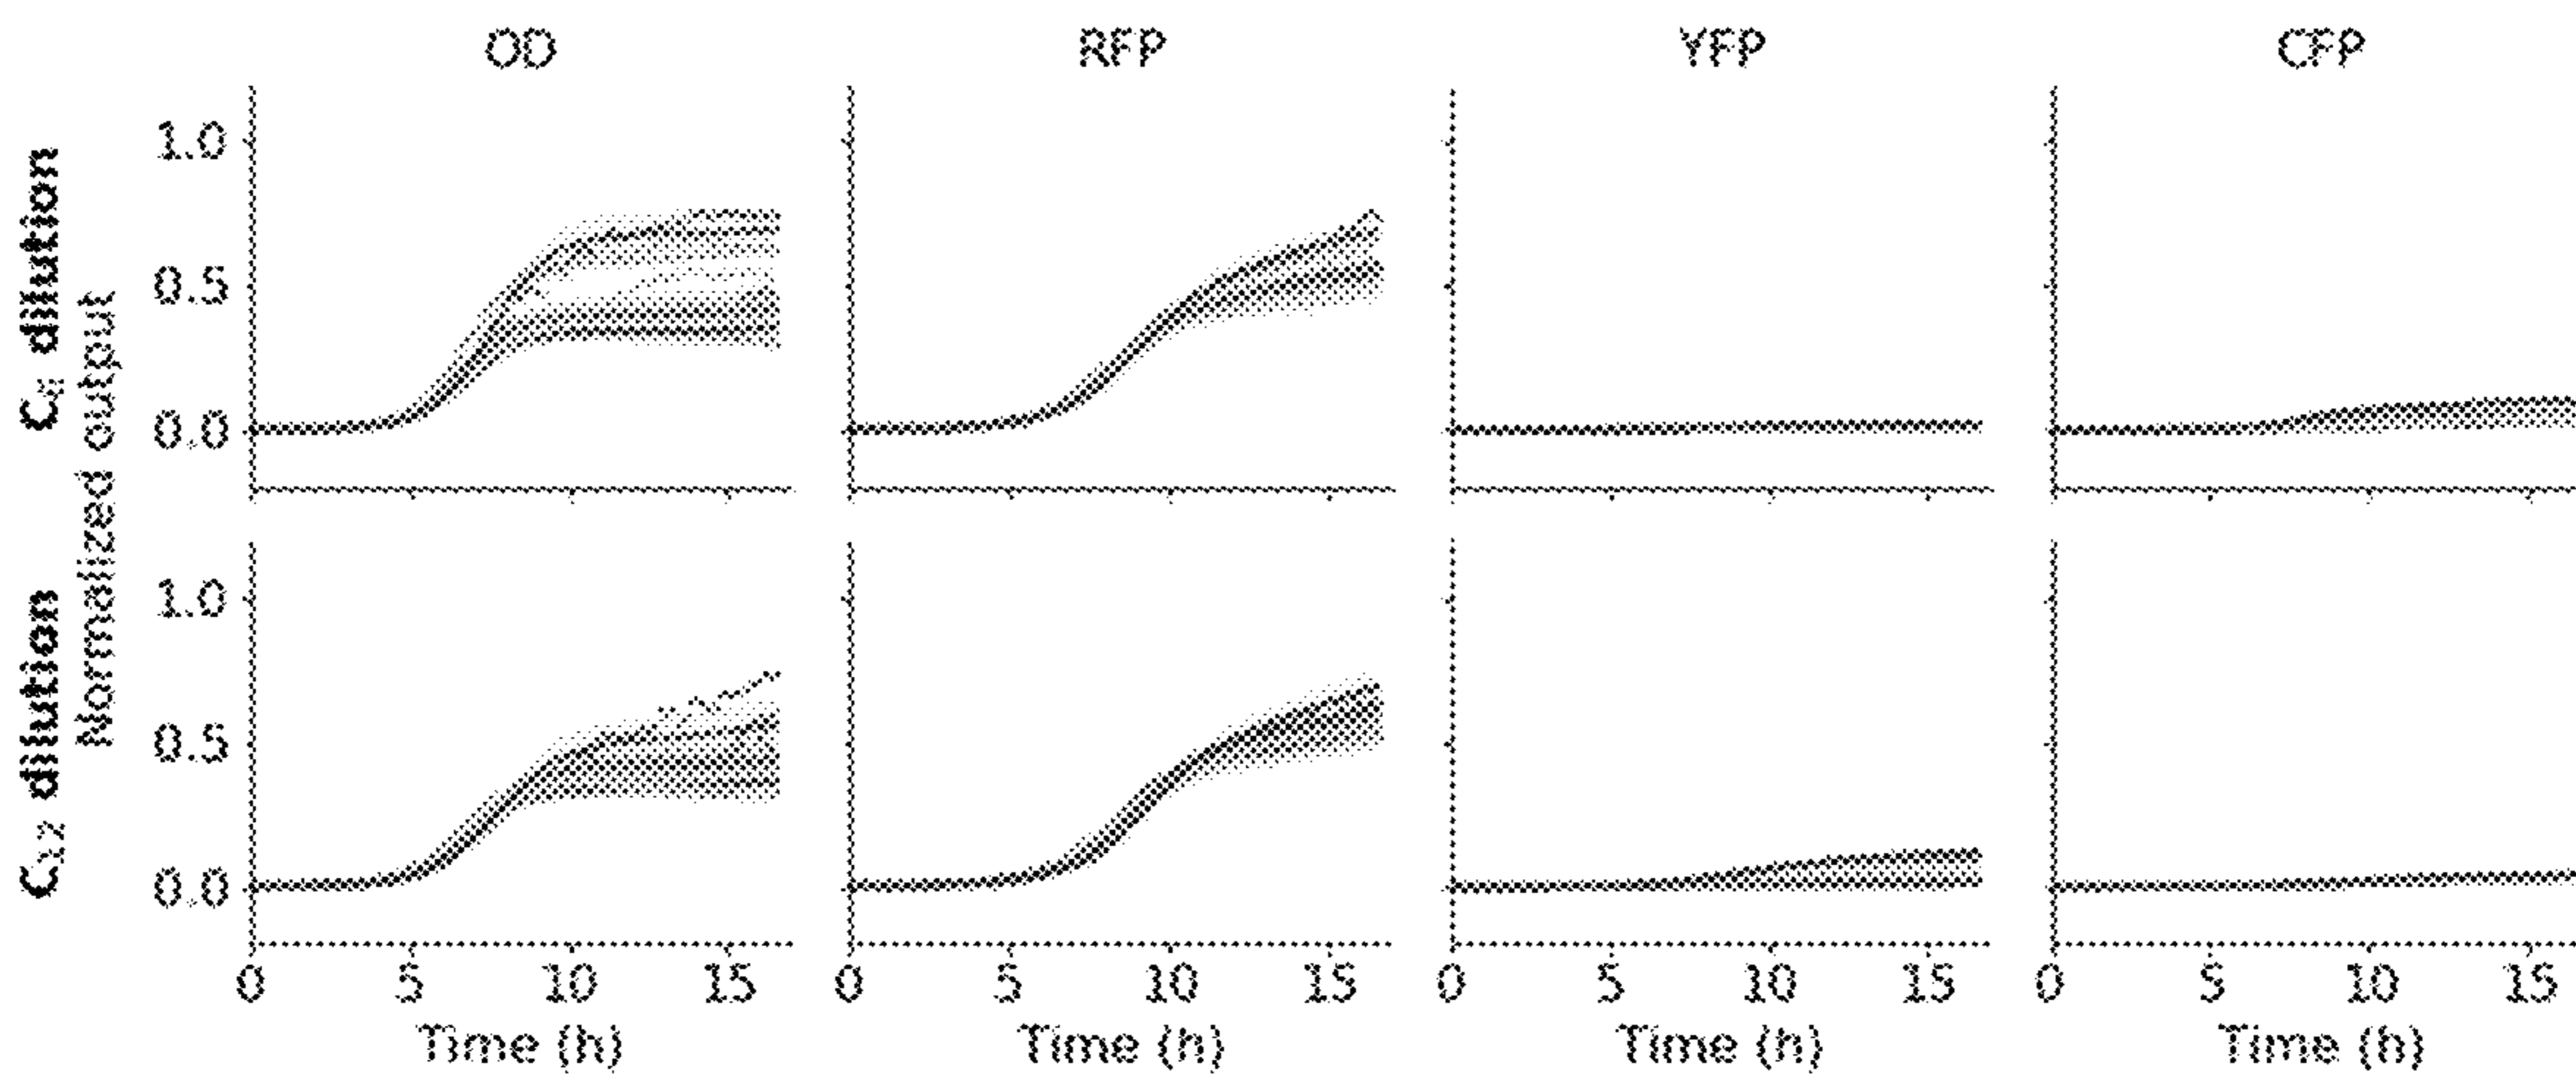 OD RFP YFP CFP
C dilution
Normalized output
1.0
0.5
0.0
C₁₂ dilution
1.0
0.5
0.0
0 5 10 15 0 5 10 15 0 5 10 15 0 5 10 15
Time (h) Time (h) Time (h) Time (h)